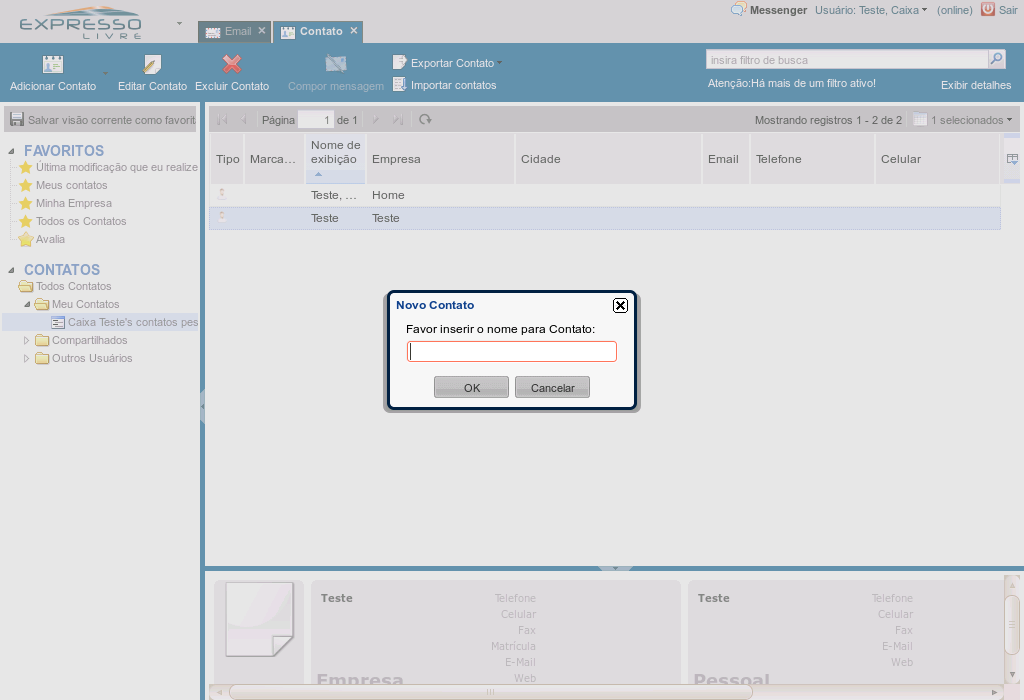 EXPRESSO
LIVRE
Email
Contato
Messenger
Usuário: Teste, Caixa
(online)
Sair
Adicionar Contato
Editar Contato
Excluir Contato
Compor mensagem
Exportar Contato
Importar contatos
insira filtro de busca
Atenção:Há mais de um filtro ativo!
Exibir detalhes
Salvar visão corrente como favorit
Página 1 de 1
Mostrando registros 1 - 2 de 2
1 selecionados
FAVORITOS
Última modificação que eu realize
Meus contatos
Minha Empresa
Todos os Contatos
Avalia
CONTATOS
Todos Contatos
Meu Contatos
Caixa Teste's contatos pes
Compartilhados
Outros Usuários
Tipo Marca... Nome de exibição Empresa Cidade Email Telefone Celular
Teste, ... Home
Teste Teste
Novo Contato
Favor inserir o nome para Contato:
OK
Cancelar
Teste
Telefone
Celular
Fax
Matrícula
E-Mail
Web
Empresa
Teste
Telefone
Celular
Fax
E-Mail
Web
Pessoal